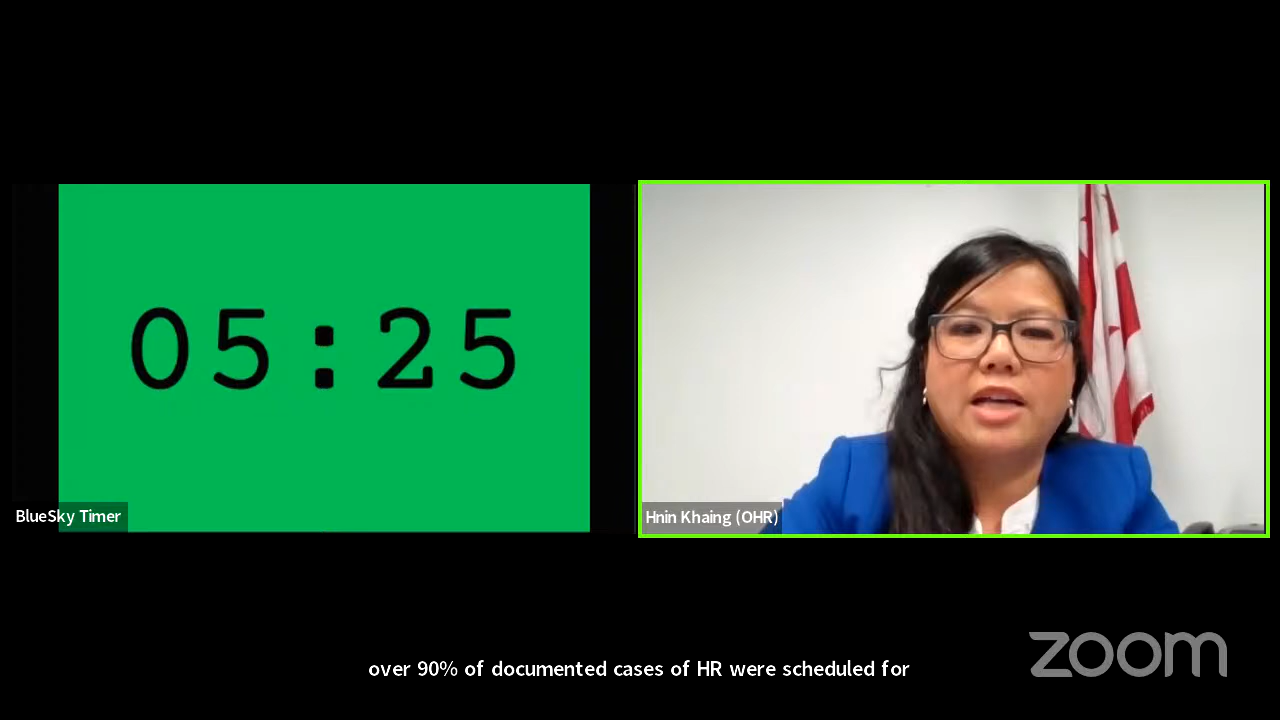 05:25
BlueSky Timer
Hnin Khaing (OHR)
over 90% of documented cases of HR were scheduled for
zoom